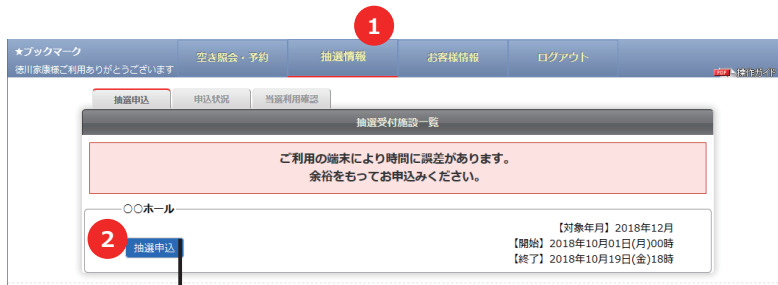 1
★ブックマーク
空き照会・予約
抽選情報
お客様情報
ログアウト
徳川家康様ご利用ありがとうございます
PDF 操作ガイド
抽選申込
申込状況
当選利用確認
抽選受付施設一覧
ご利用の端末により時間に誤差があります。
余裕をもってお申込みください。
○○ホール
2
抽選申込
【対象年月】2018年12月
【開始】2018年10月01日(月)00時
【終了】2018年10月19日(金)18時